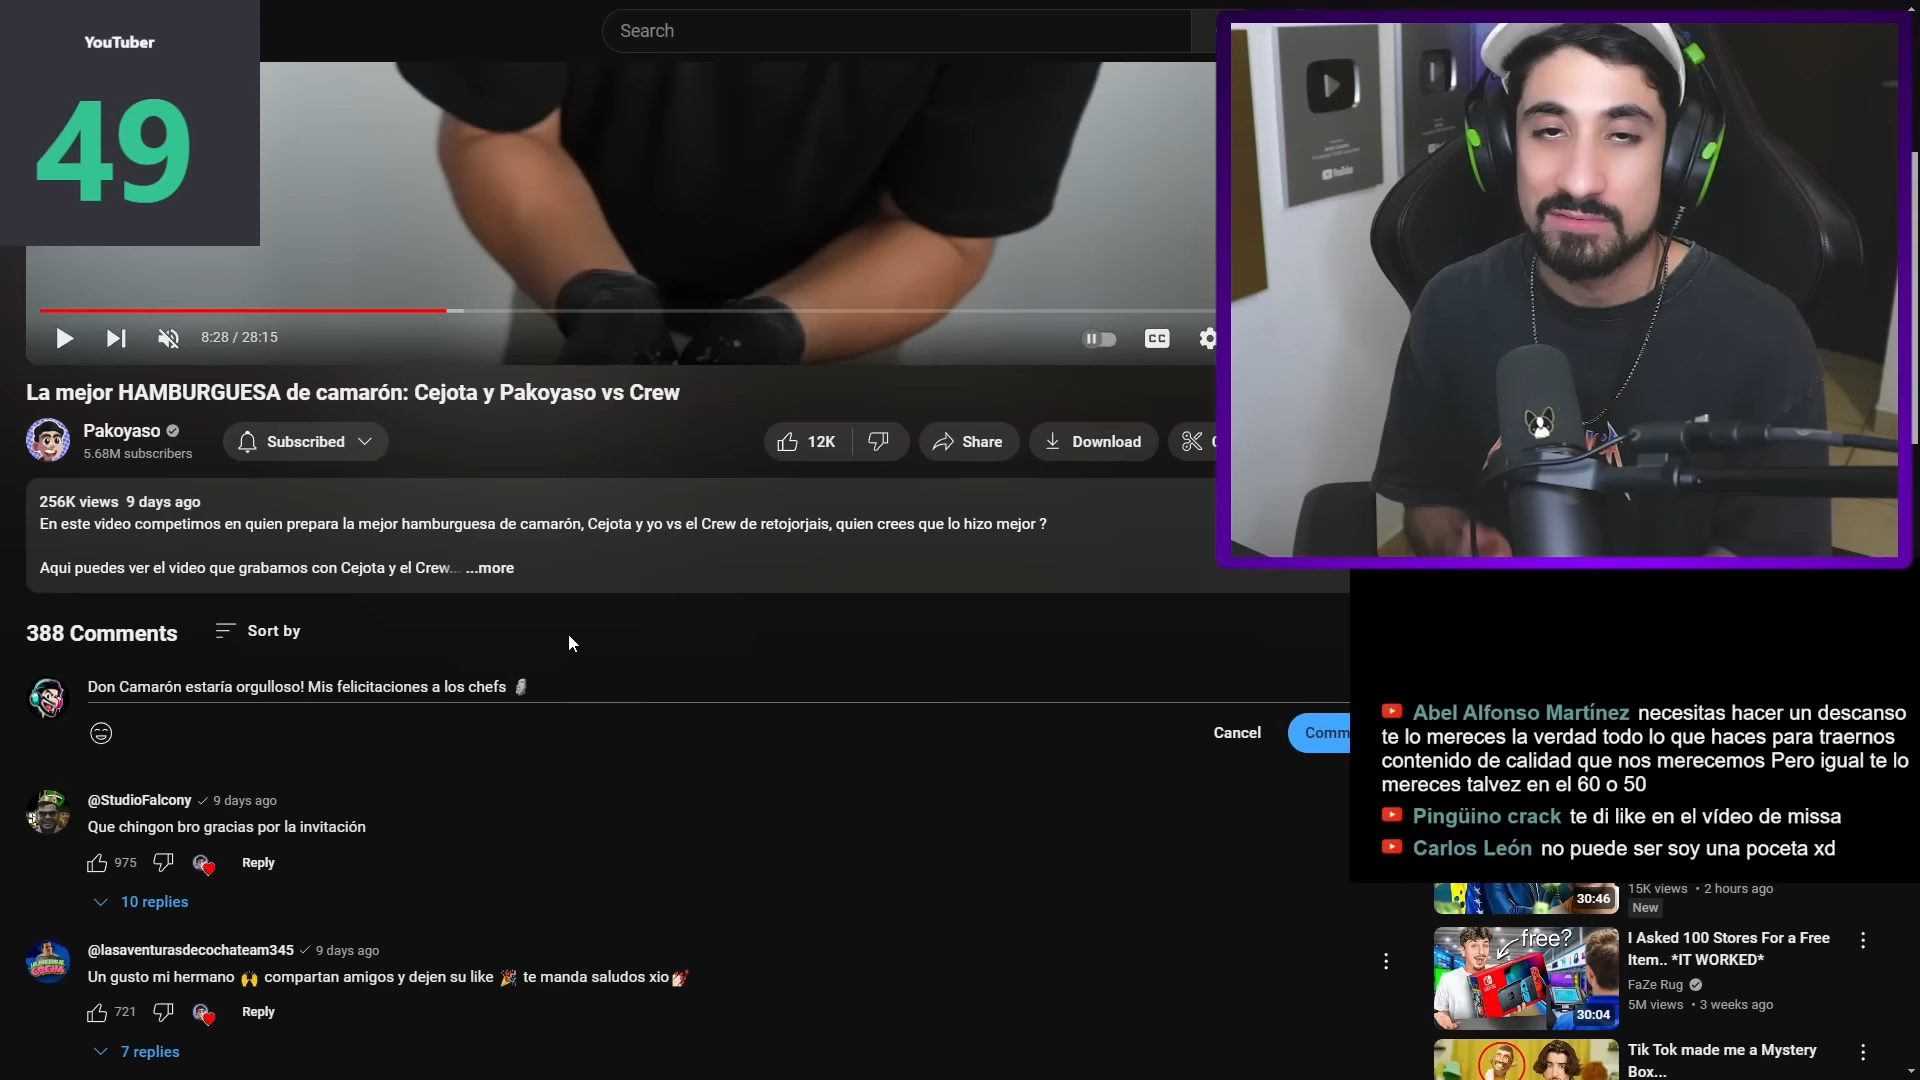 YouTuber
49
Search
8:28 / 28:15
CC
La mejor HAMBURGUESA de camarón: Cejota y Pakoyaso vs Crew
Pakoyaso
5.68M subscribers
Subscribed
12K
Share
Download
256K views 9 days ago
En este video competimos en quien prepara la mejor hamburguesa de camarón, Cejota y yo vs el Crew de retojorjais, quien crees que lo hizo mejor ?
Aqui puedes ver el video que grabamos con Cejota y el Crew... ...more
388 Comments
Sort by
Don Camarón estaría orgulloso! Mis felicitaciones a los chefs 🗿
Cancel
Comm
@StudioFalcony 9 days ago
Que chingon bro gracias por la invitación
975
Reply
10 replies
@lasaventurasdecochateam345 9 days ago
Un gusto mi hermano 🙌 compartan amigos y dejen su like 🎉 te manda saludos xio💅
721
Reply
7 replies
YouTube
Abel Alfonso Martínez necesitas hacer un descanso
te lo mereces la verdad todo lo que haces para traernos
contenido de calidad que nos merecemos Pero igual te lo
mereces talvez en el 60 o 50
Pingüino crack te di like en el vídeo de missa
Carlos León no puede ser soy una poceta xd
30:46
15K views • 2 hours ago
New
free?
30:04
I Asked 100 Stores For a Free
Item.. *IT WORKED*
FaZe Rug
5M views • 3 weeks ago
Tik Tok made me a Mystery
Box...